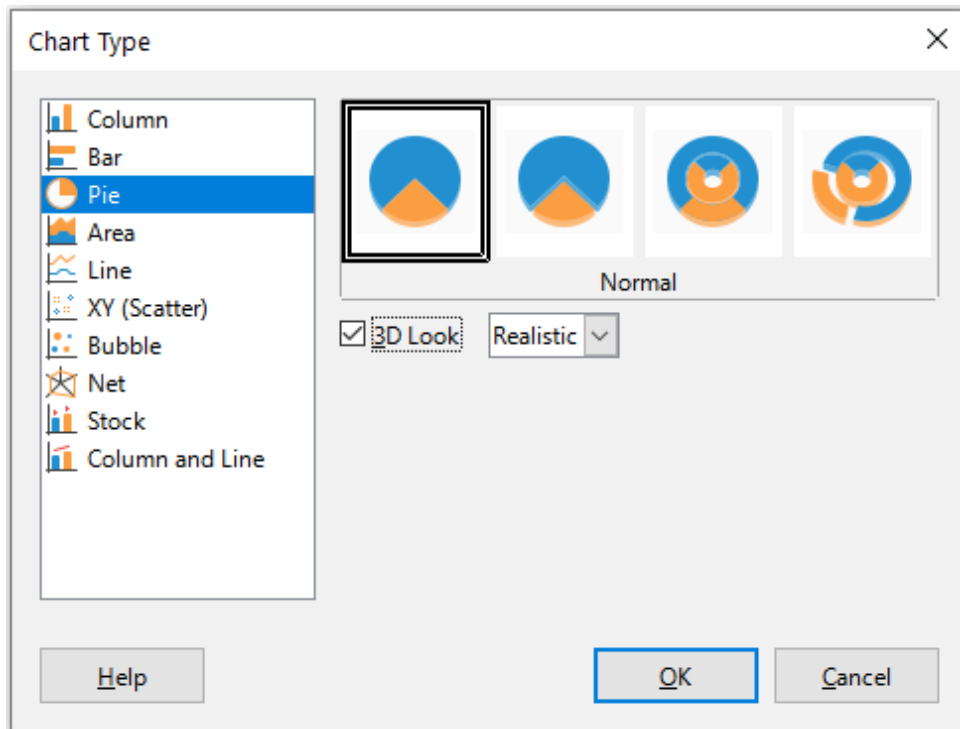 Chart Type
Column
Bar
Pie
Area
Line
XY (Scatter)
Bubble
Net
Stock
Column and Line
Normal
3D Look
Realistic
Help
OK
Cancel